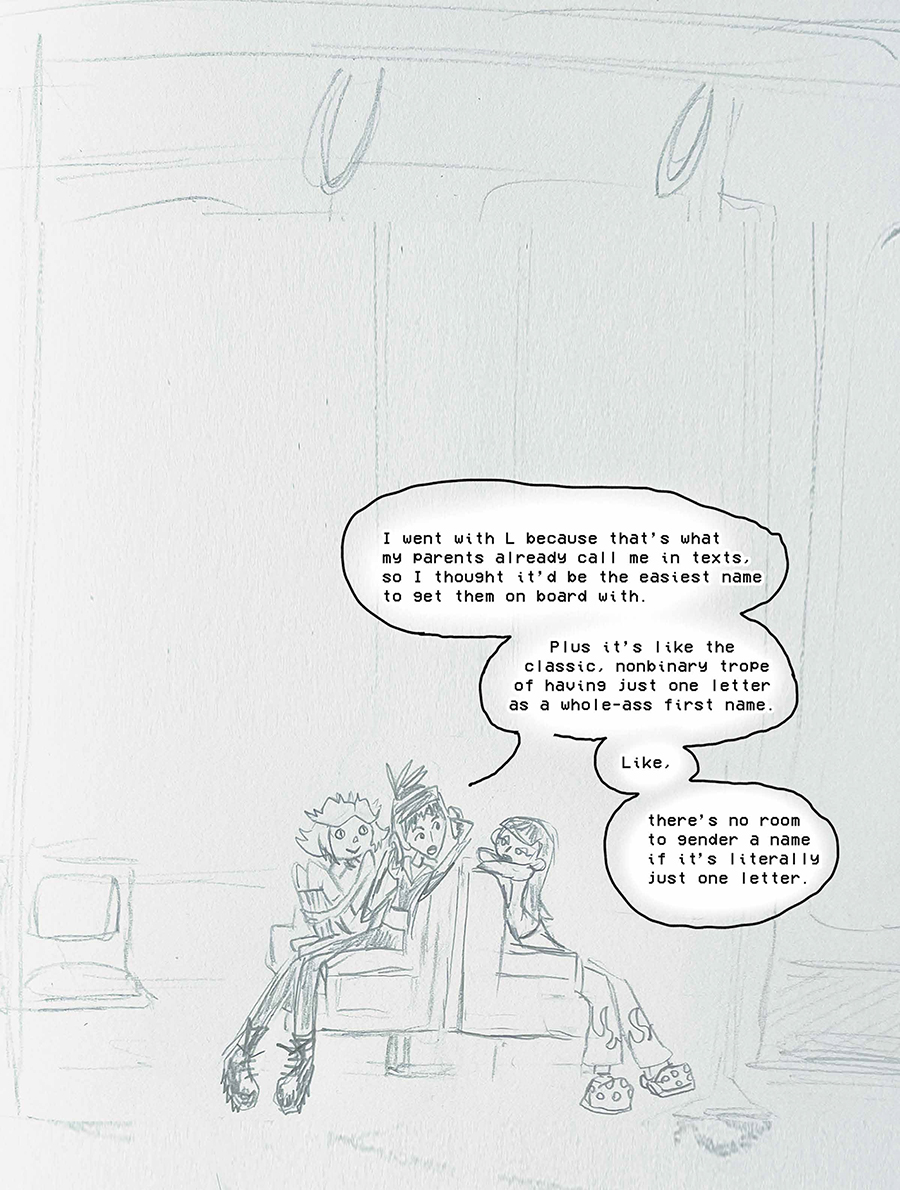 I went with L because that's what
my parents already call me in texts,
so I thought it'd be the easiest name
to get them on board with.
Plus it's like the
classic, nonbinary trope
of having just one letter
as a whole-ass first name.
Like,
there's no room
to gender a name
if it's literally
just one letter.